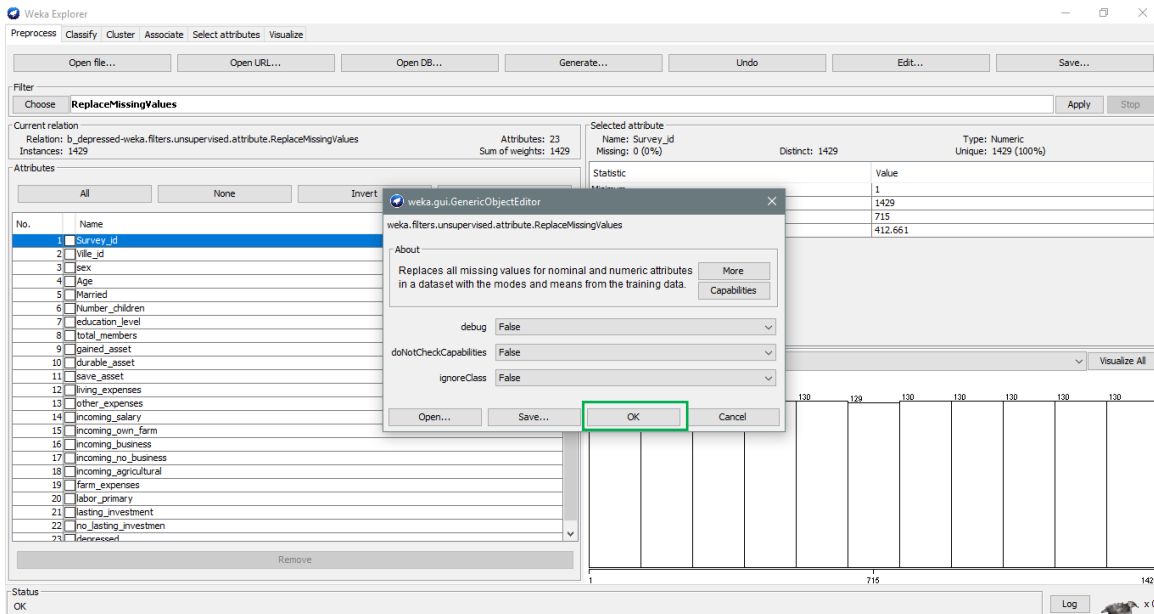 Weka Explorer
Preprocess Classify Cluster Associate Select attributes Visualize
Open file... Open URL... Open DB... Generate... Undo Edit... Save...
Filter
Choose ReplaceMissingValues Apply Stop
Current relation
Relation: b_depressed-weka.filters.unsupervised.attribute.ReplaceMissingValues Attributes: 23
Instances: 1429 Sum of weights: 1429
Selected attribute
Name: Survey_id Type: Numeric
Missing: 0 (0%) Distinct: 1429 Unique: 1429 (100%)
Statistic Value
1
1429
715
412.661
Attributes
All None Invert
No. Name
1 Survey_id
2 Ville_id
3 sex
4 Age
5 Married
6 Number_children
7 education_level
8 total_members
9 gained_asset
10 durable_asset
11 save_asset
12 living_expenses
13 other_expenses
14 incoming_salary
15 incoming_own_farm
16 incoming_business
17 incoming_no_business
18 incoming_agricultural
19 farm_expenses
20 labor_primary
21 lasting_investment
22 no_lasting_investmen
23 depressed
Remove
weka.gui.GenericObjectEditor
weka.filters.unsupervised.attribute.ReplaceMissingValues
About
Replaces all missing values for nominal and numeric attributes
in a dataset with the modes and means from the training data.
More
Capabilities
debug False
doNotCheckCapabilities False
ignoreClass False
Open... Save... OK Cancel
Visualize All
130 129 130 130 130 130 130
1 715
Status
OK
Log